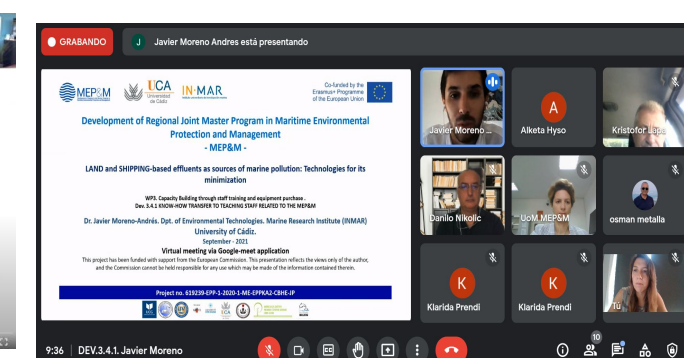 GRABANDO
J Javier Moreno Andres está presentando
MEP&M
UCA
Universidad
de Cádiz
IN·MAR
Co-funded by the
Erasmus+ Programme
of the European Union
Development of Regional Joint Master Program in Maritime Environmental
Protection and Management
- MEP&M -
LAND and SHIPPING-based effluents as sources of marine pollution: Technologies for its
minimization
WP3. Capacity Building through staff training and equipment purchase .
Dev. 3.4.1 KNOW-HOW TRANSFER TO TEACHING STAFF RELATED TO THE MEP&M
Dr. Javier Moreno-Andrés. Dpt. of Environmental Technologies. Marine Research Institute (INMAR)
University of Cádiz.
September - 2021
Virtual meeting via Google-meet application
This project has been funded with support from the European Commission. This presentation reflects the views only of the author,
and the Commission cannot be held responsible for any use which may be made of the information contained therein.
Project no. 619239-EPP-1-2020-1-ME-EPPKA2-CBHE-JP
Javier Moreno ...
A
Alketa Hyso
Kristofor Lapa
Danilo Nikolic
UoM MEP&M
osman metalla
K
Klarida Prendi
K
Klarida Prendi
Tú
9:36 | DEV.3.4.1. Javier Moreno
10